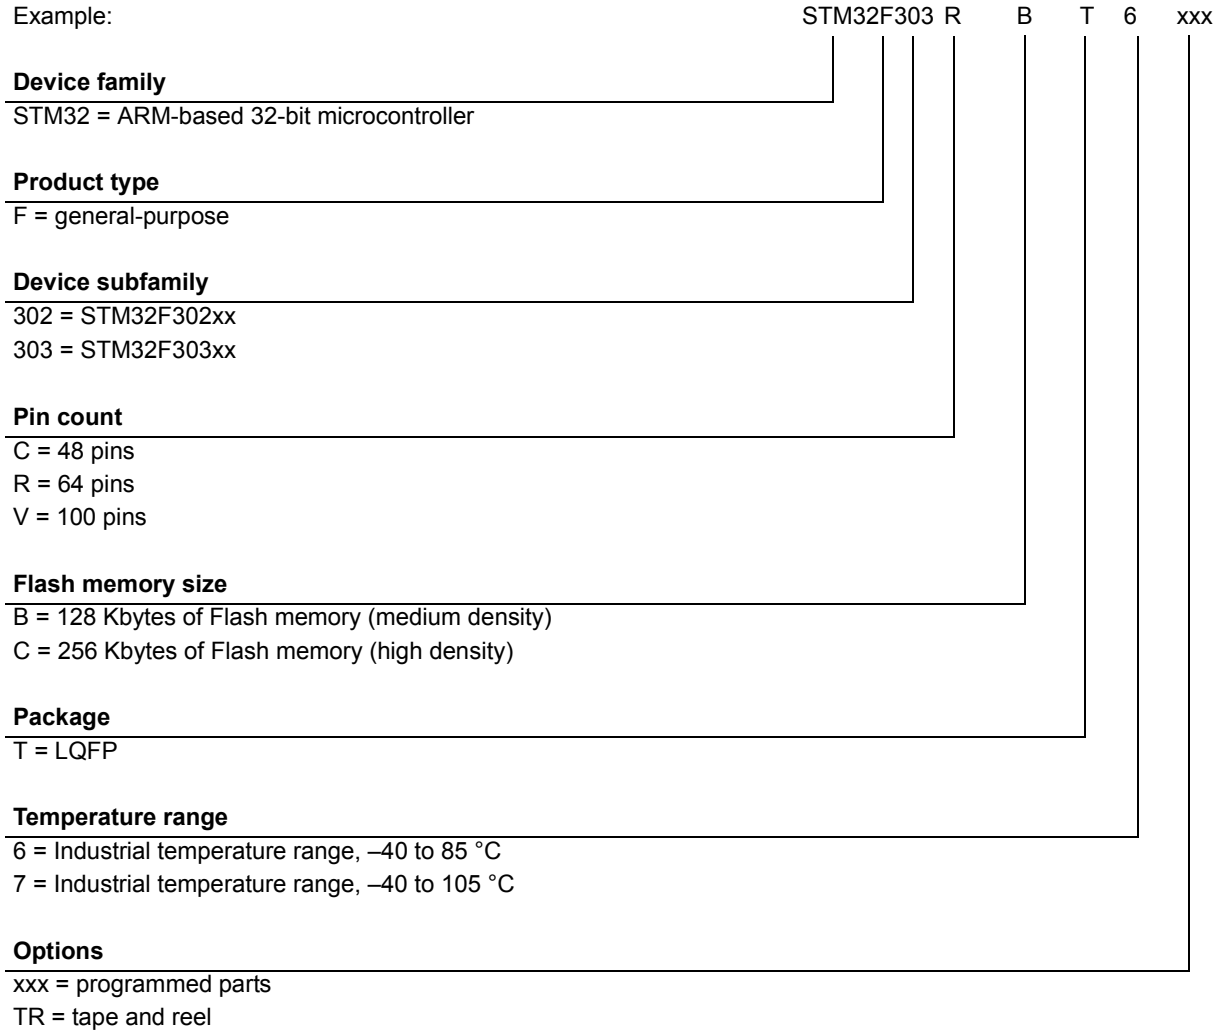 Example: STM32F303 R B T 6 xxx
Device family
STM32 = ARM-based 32-bit microcontroller
Product type
F = general-purpose
Device subfamily
302 = STM32F302xx
303 = STM32F303xx
Pin count
C = 48 pins
R = 64 pins
V = 100 pins
Flash memory size
B = 128 Kbytes of Flash memory (medium density)
C = 256 Kbytes of Flash memory (high density)
Package
T = LQFP
Temperature range
6 = Industrial temperature range, –40 to 85 °C
7 = Industrial temperature range, –40 to 105 °C
Options
xxx = programmed parts
TR = tape and reel